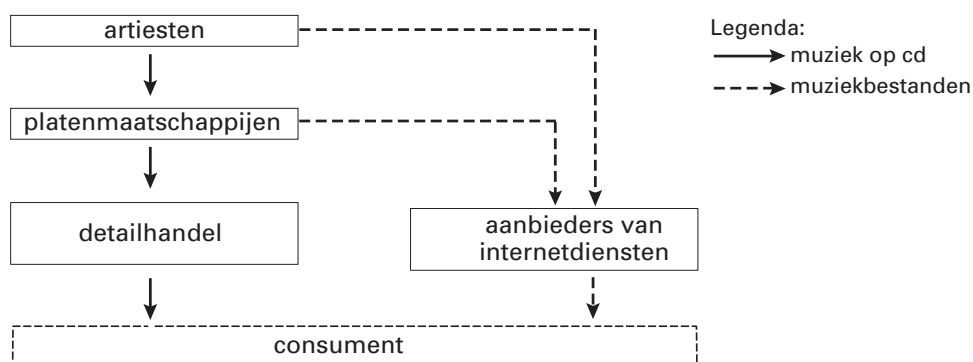 artiesten
Legenda:
muziek op cd
muziekbestanden
platenmaatschappijen
detailhandel
aanbieders van
internetdiensten
consument